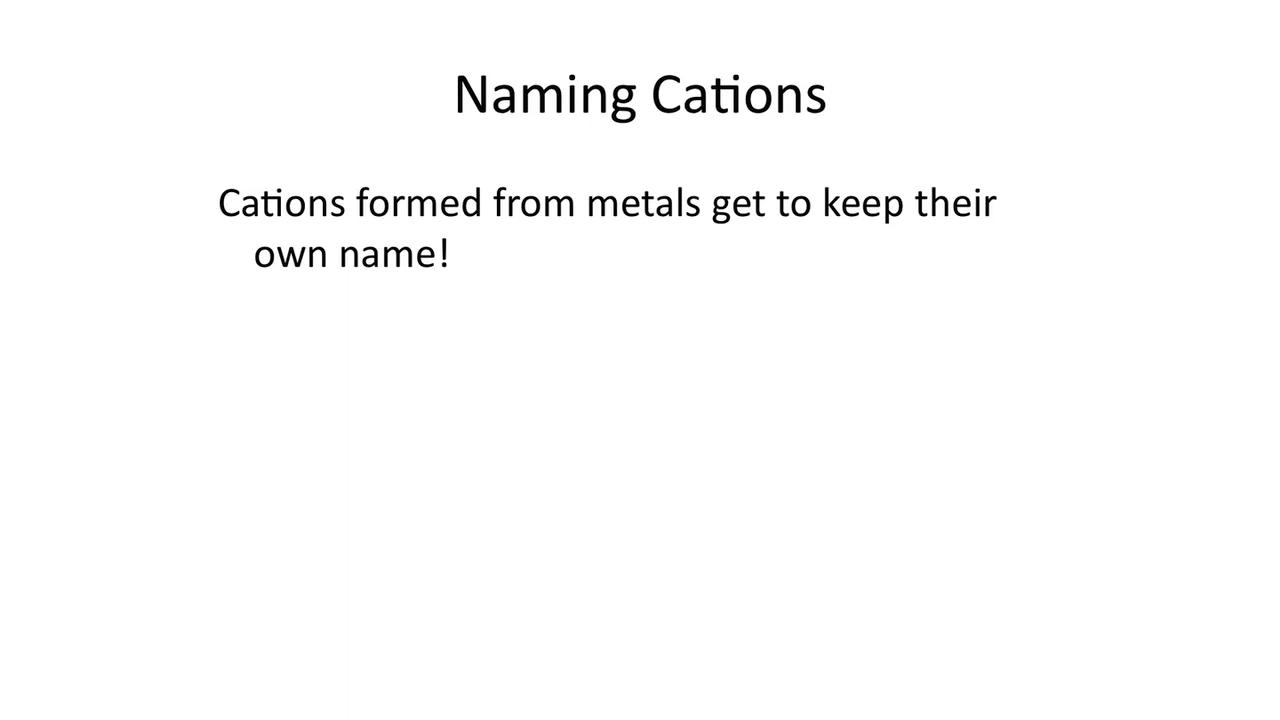 Naming Cations
Cations formed from metals get to keep their
own name!